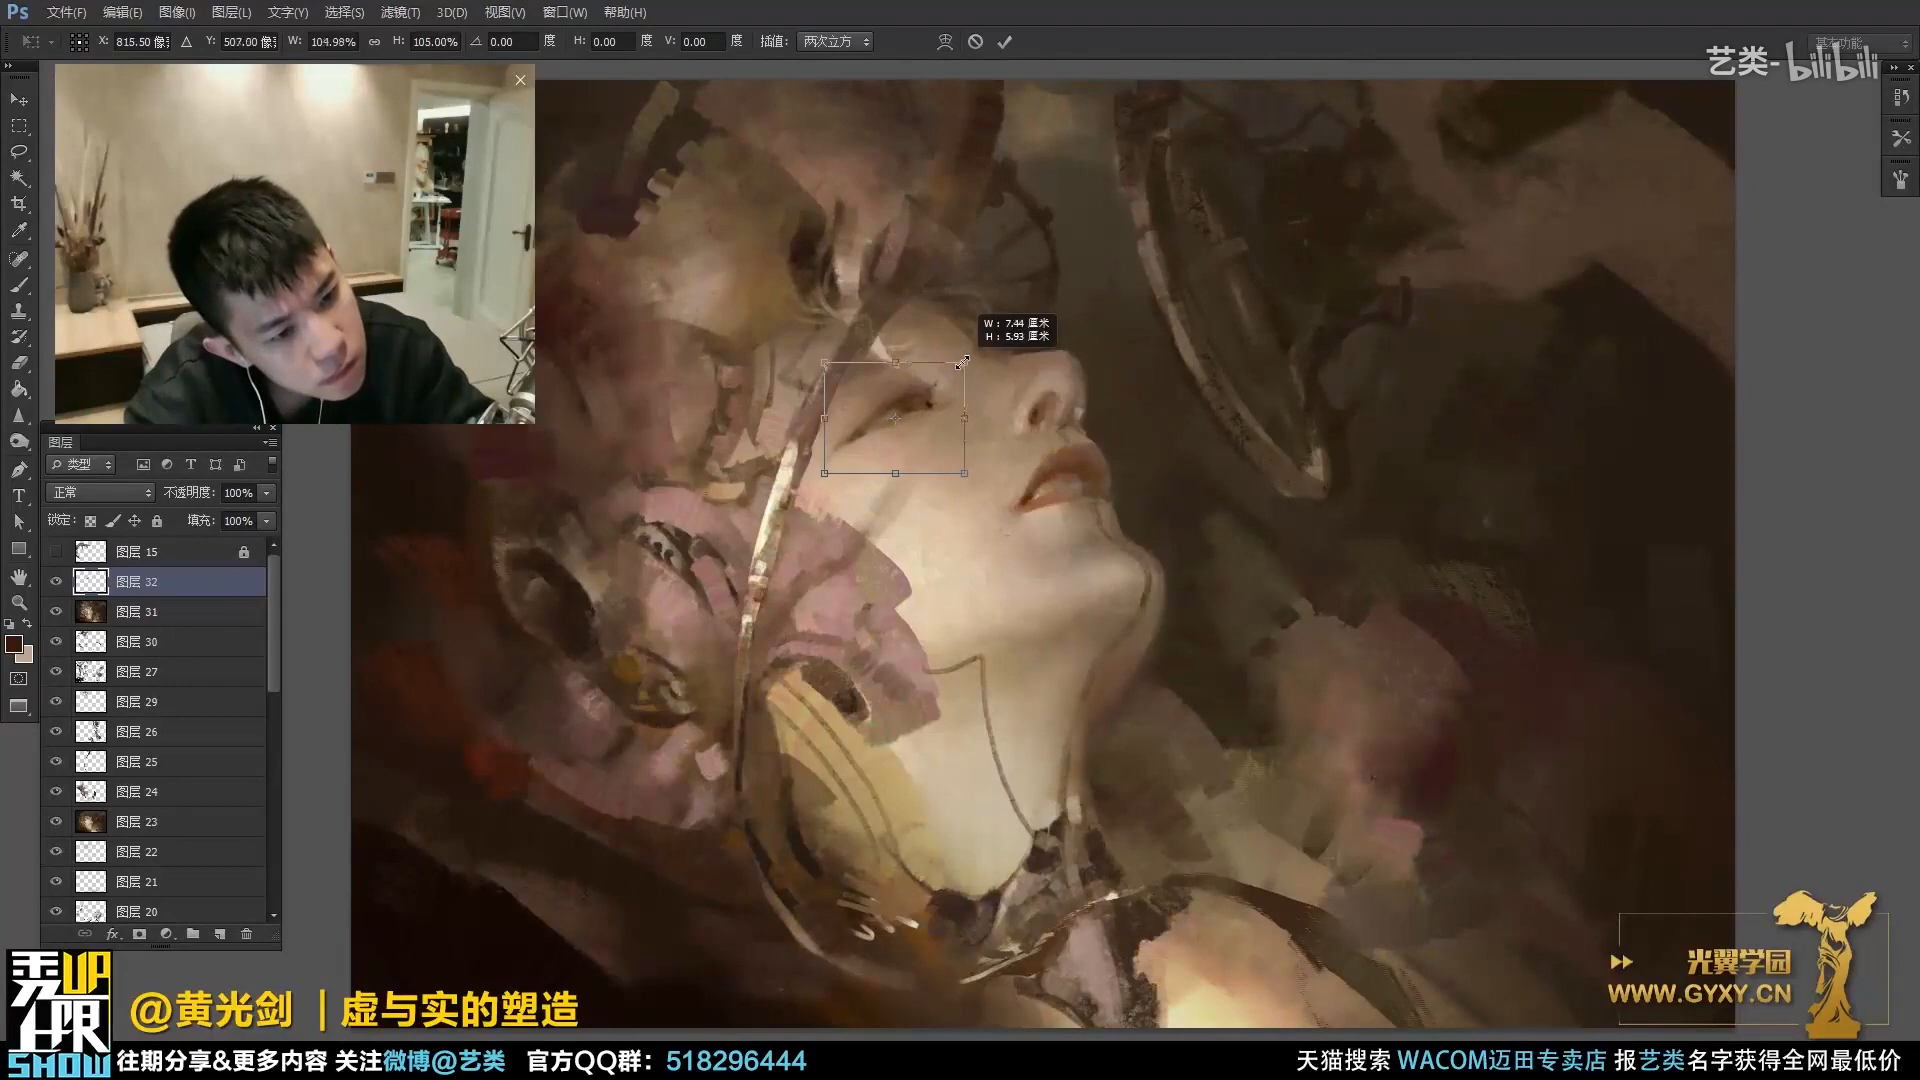 Ps 文件(F) 编辑(E) 图像(I) 图层(L) 文字(Y) 选择(S) 滤镜(T) 3D(D) 视图(V) 窗口(W) 帮助(H)
X: 815.50 像 Y: 507.00 像 W: 104.98% H: 105.00% 0.00 度 H: 0.00 度 V: 0.00 度 插值: 两次立方
基本功能
艺类-bilibili
W: 7.44 厘米
H: 5.93 厘米
图层
类型
正常 不透明度: 100%
锁定: 填充: 100%
图层 15
图层 32
图层 31
图层 30
图层 27
图层 29
图层 26
图层 25
图层 24
图层 23
图层 22
图层 21
图层 20
fx
光翼学园
WWW.GYXY.CN
UP
SHOW
@黄光剑 | 虚与实的塑造
往期分享&更多内容 关注微博@艺类 官方QQ群: 518296444
天猫搜索 WACOM迈田专卖店 报艺类名字获得全网最低价